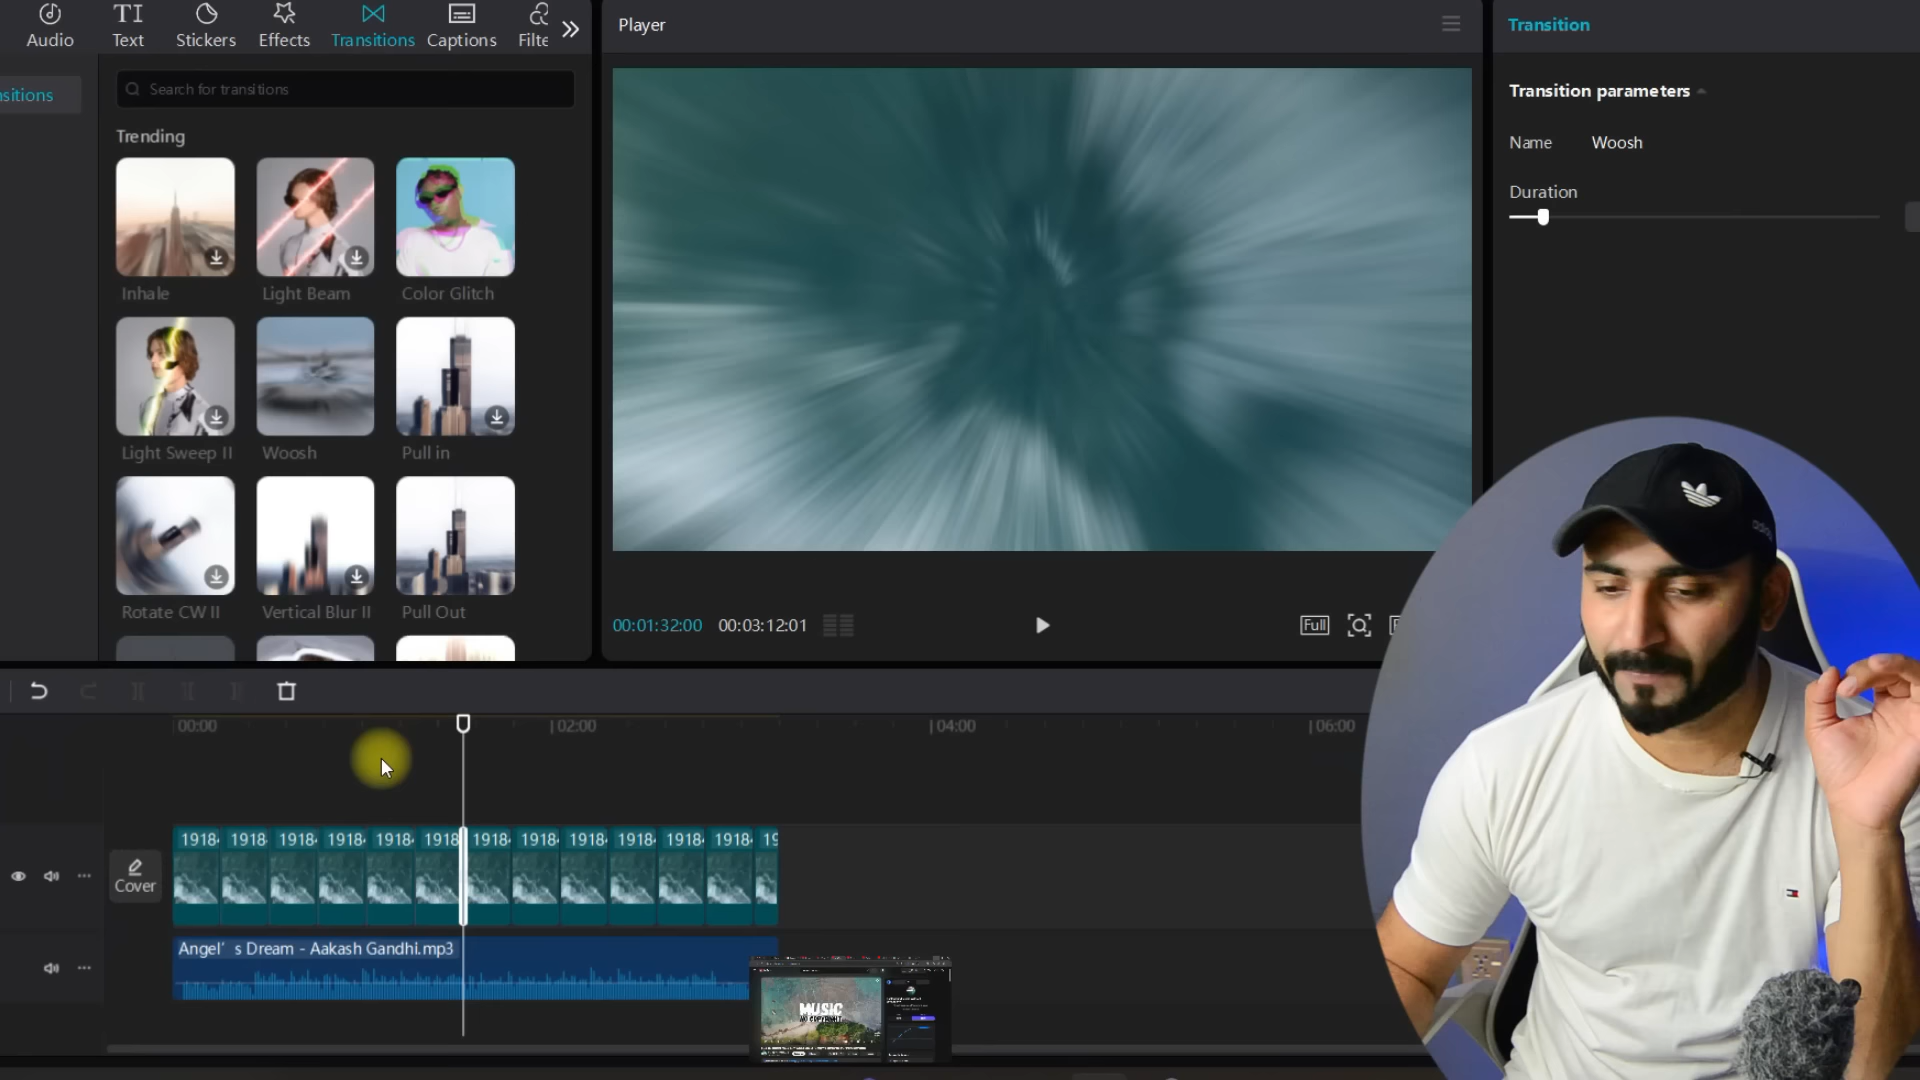 Audio
Text
Stickers
Effects
Transitions
Captions
Filte
Player
Transition
nsitions
Search for transitions
Transition parameters
Trending
Name Woosh
Duration
Inhale
Light Beam
Color Glitch
Light Sweep II
Woosh
Pull in
Rotate CW II
Vertical Blur II
Pull Out
00:01:32:00 00:03:12:01
Full
00:00 02:00 04:00 06:00
1918 1918 1918 1918 1918 1918 1918 1918 1918 1918 1918 1918 19
Cover
Angel's Dream - Aakash Gandhi.mp3
MUSIC
NO COPYRIGHT